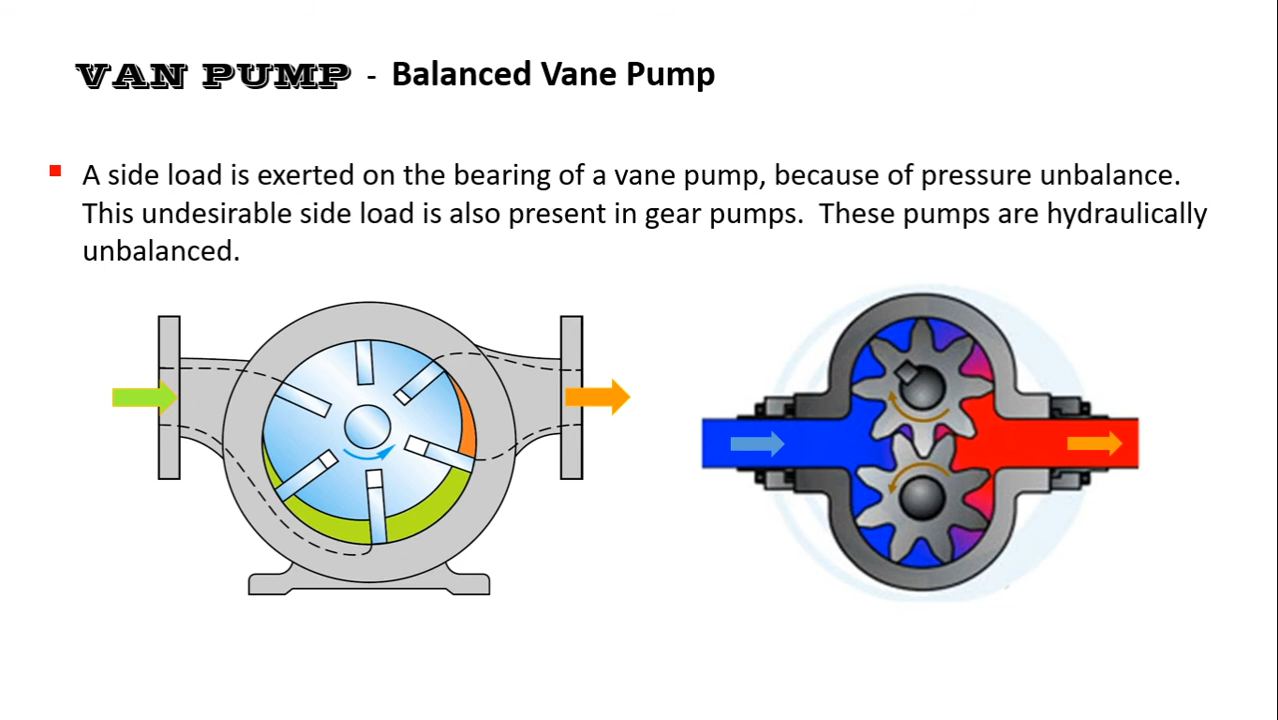 VAN PUMP - Balanced Vane Pump
A side load is exerted on the bearing of a vane pump, because of pressure unbalance.
This undesirable side load is also present in gear pumps.  These pumps are hydraulically
unbalanced.